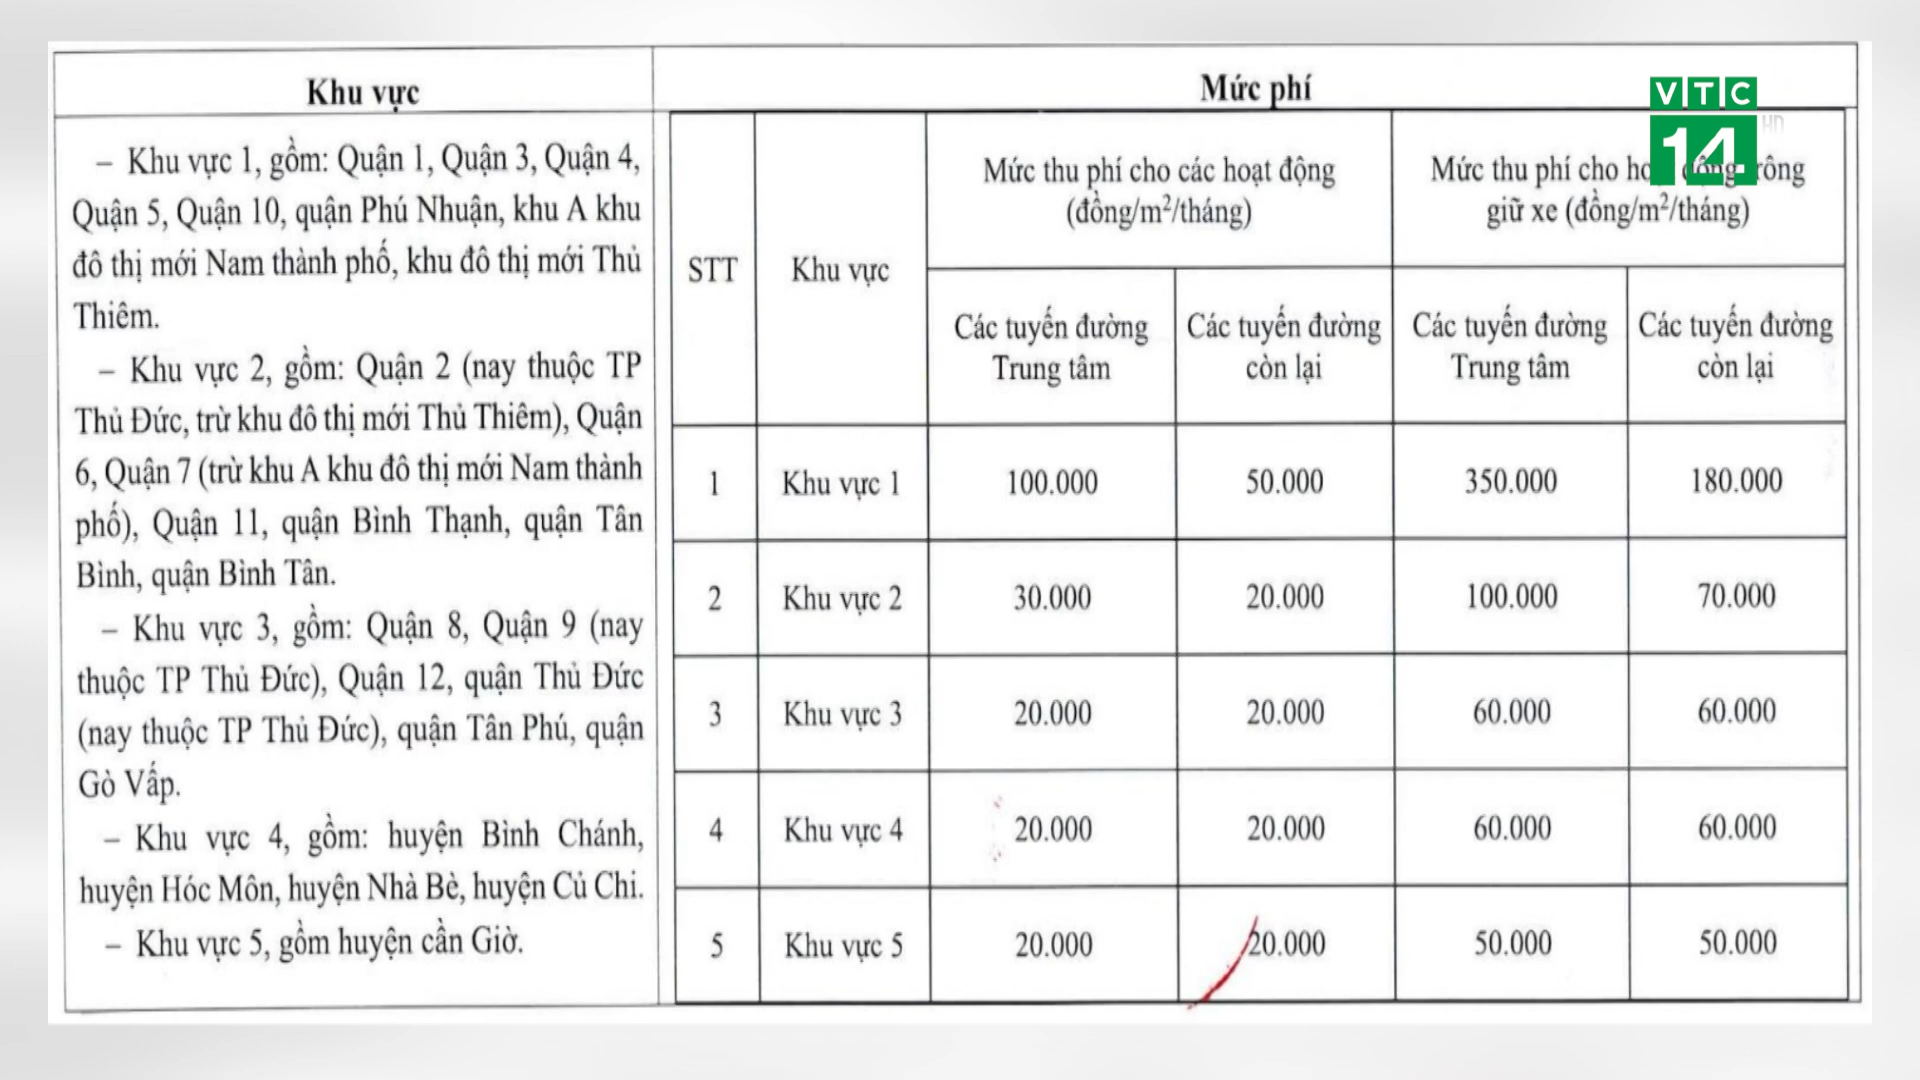 Khu vực
Mức phí
– Khu vực 1, gồm: Quận 1, Quận 3, Quận 4,
Quận 5, Quận 10, quận Phú Nhuận, khu A khu
đô thị mới Nam thành phố, khu đô thị mới Thủ
Thiêm.
– Khu vực 2, gồm: Quận 2 (nay thuộc TP
Thủ Đức, trừ khu đô thị mới Thủ Thiêm), Quận
6, Quận 7 (trừ khu A khu đô thị mới Nam thành
phố), Quận 11, quận Bình Thạnh, quận Tân
Bình, quận Bình Tân.
– Khu vực 3, gồm: Quận 8, Quận 9 (nay
thuộc TP Thủ Đức), Quận 12, quận Thủ Đức
(nay thuộc TP Thủ Đức), quận Tân Phú, quận
Gò Vấp.
– Khu vực 4, gồm: huyện Bình Chánh,
huyện Hóc Môn, huyện Nhà Bè, huyện Củ Chi.
– Khu vực 5, gồm huyện cần Giờ.
STT
Khu vực
Mức thu phí cho các hoạt động
(đồng/m²/tháng)
Mức thu phí cho trông
giữ xe (đồng/m²/tháng)
Các tuyến đường
Trung tâm
Các tuyến đường
còn lại
Các tuyến đường
Trung tâm
Các tuyến đường
còn lại
1 Khu vực 1 100.000 50.000 350.000 180.000
2 Khu vực 2 30.000 20.000 100.000 70.000
3 Khu vực 3 20.000 20.000 60.000 60.000
4 Khu vực 4 20.000 20.000 60.000 60.000
5 Khu vực 5 20.000 20.000 50.000 50.000
VTC
14
HD